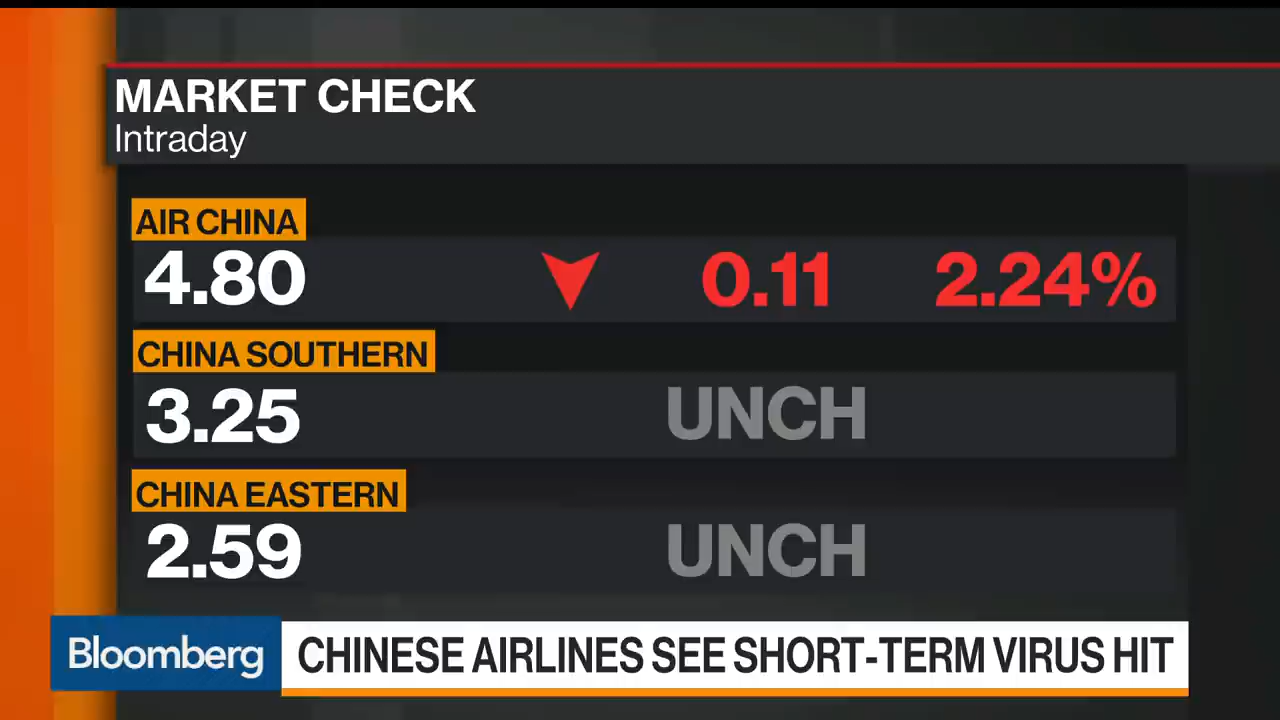 MARKET CHECK
Intraday
AIR CHINA
4.80 0.11 2.24%
CHINA SOUTHERN
3.25 UNCH
CHINA EASTERN
2.59 UNCH
Bloomberg CHINESE AIRLINES SEE SHORT-TERM VIRUS HIT